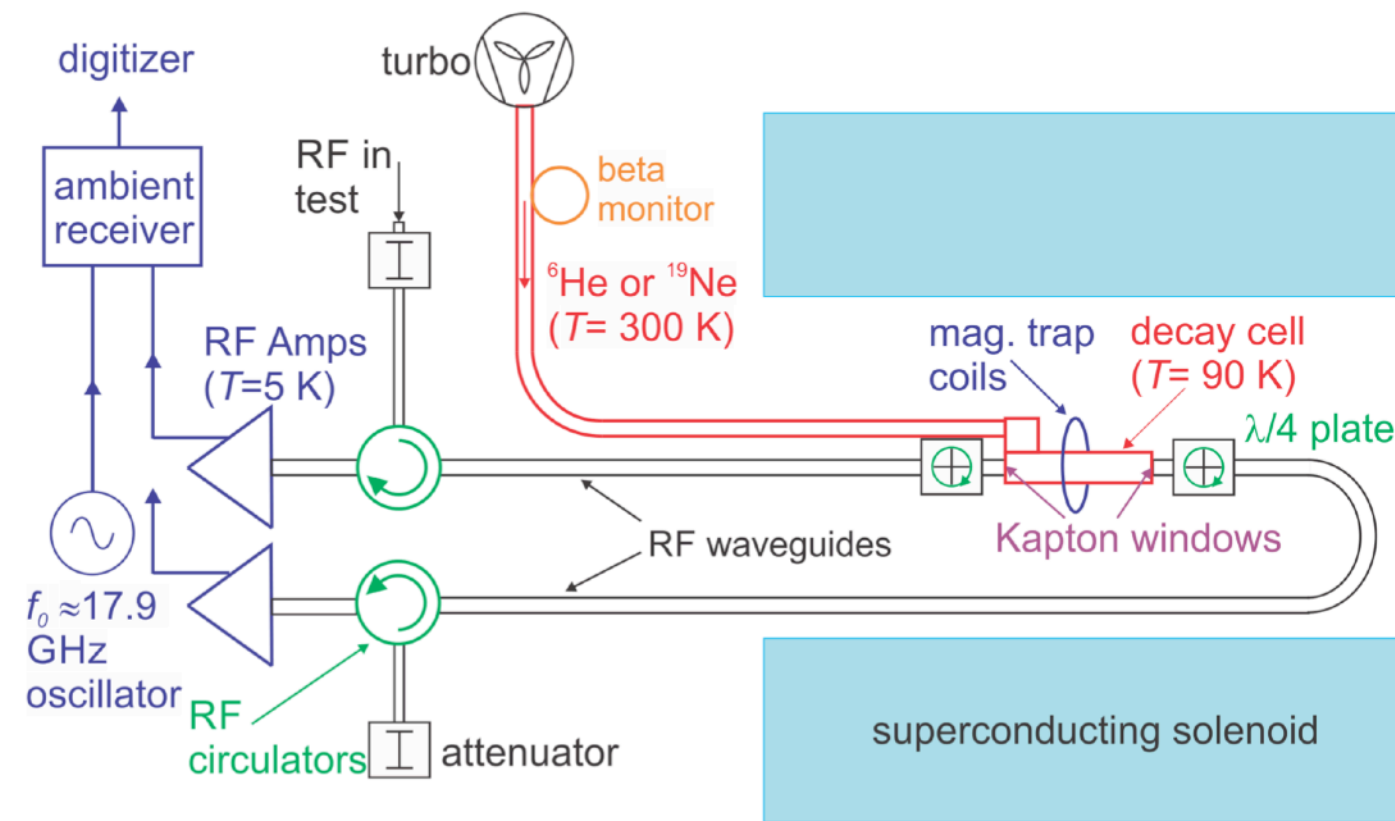 digitizer
turbo
ambient
receiver
RF in
test
beta
monitor
⁶He or ¹⁹Ne
(T= 300 K)
RF Amps
(T=5 K)
mag. trap
coils
decay cell
(T= 90 K)
λ/4 plate
RF waveguides
Kapton windows
f₀ ≈17.9
GHz
oscillator
RF
circulators
attenuator
superconducting solenoid